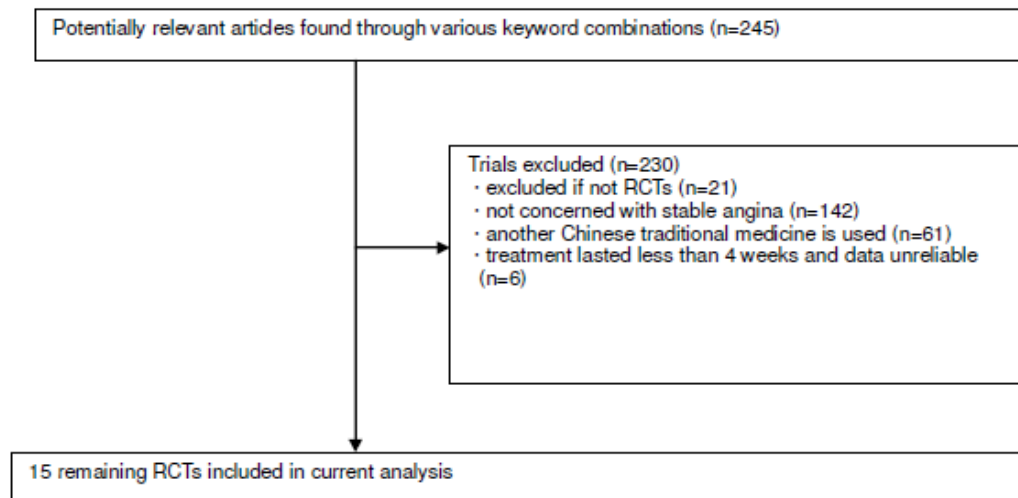 Potentially relevant articles found through various keyword combinations (n=245)
Trials excluded (n=230)
· excluded if not RCTs (n=21)
· not concerned with stable angina (n=142)
· another Chinese traditional medicine is used (n=61)
· treatment lasted less than 4 weeks and data unreliable
(n=6)
15 remaining RCTs included in current analysis